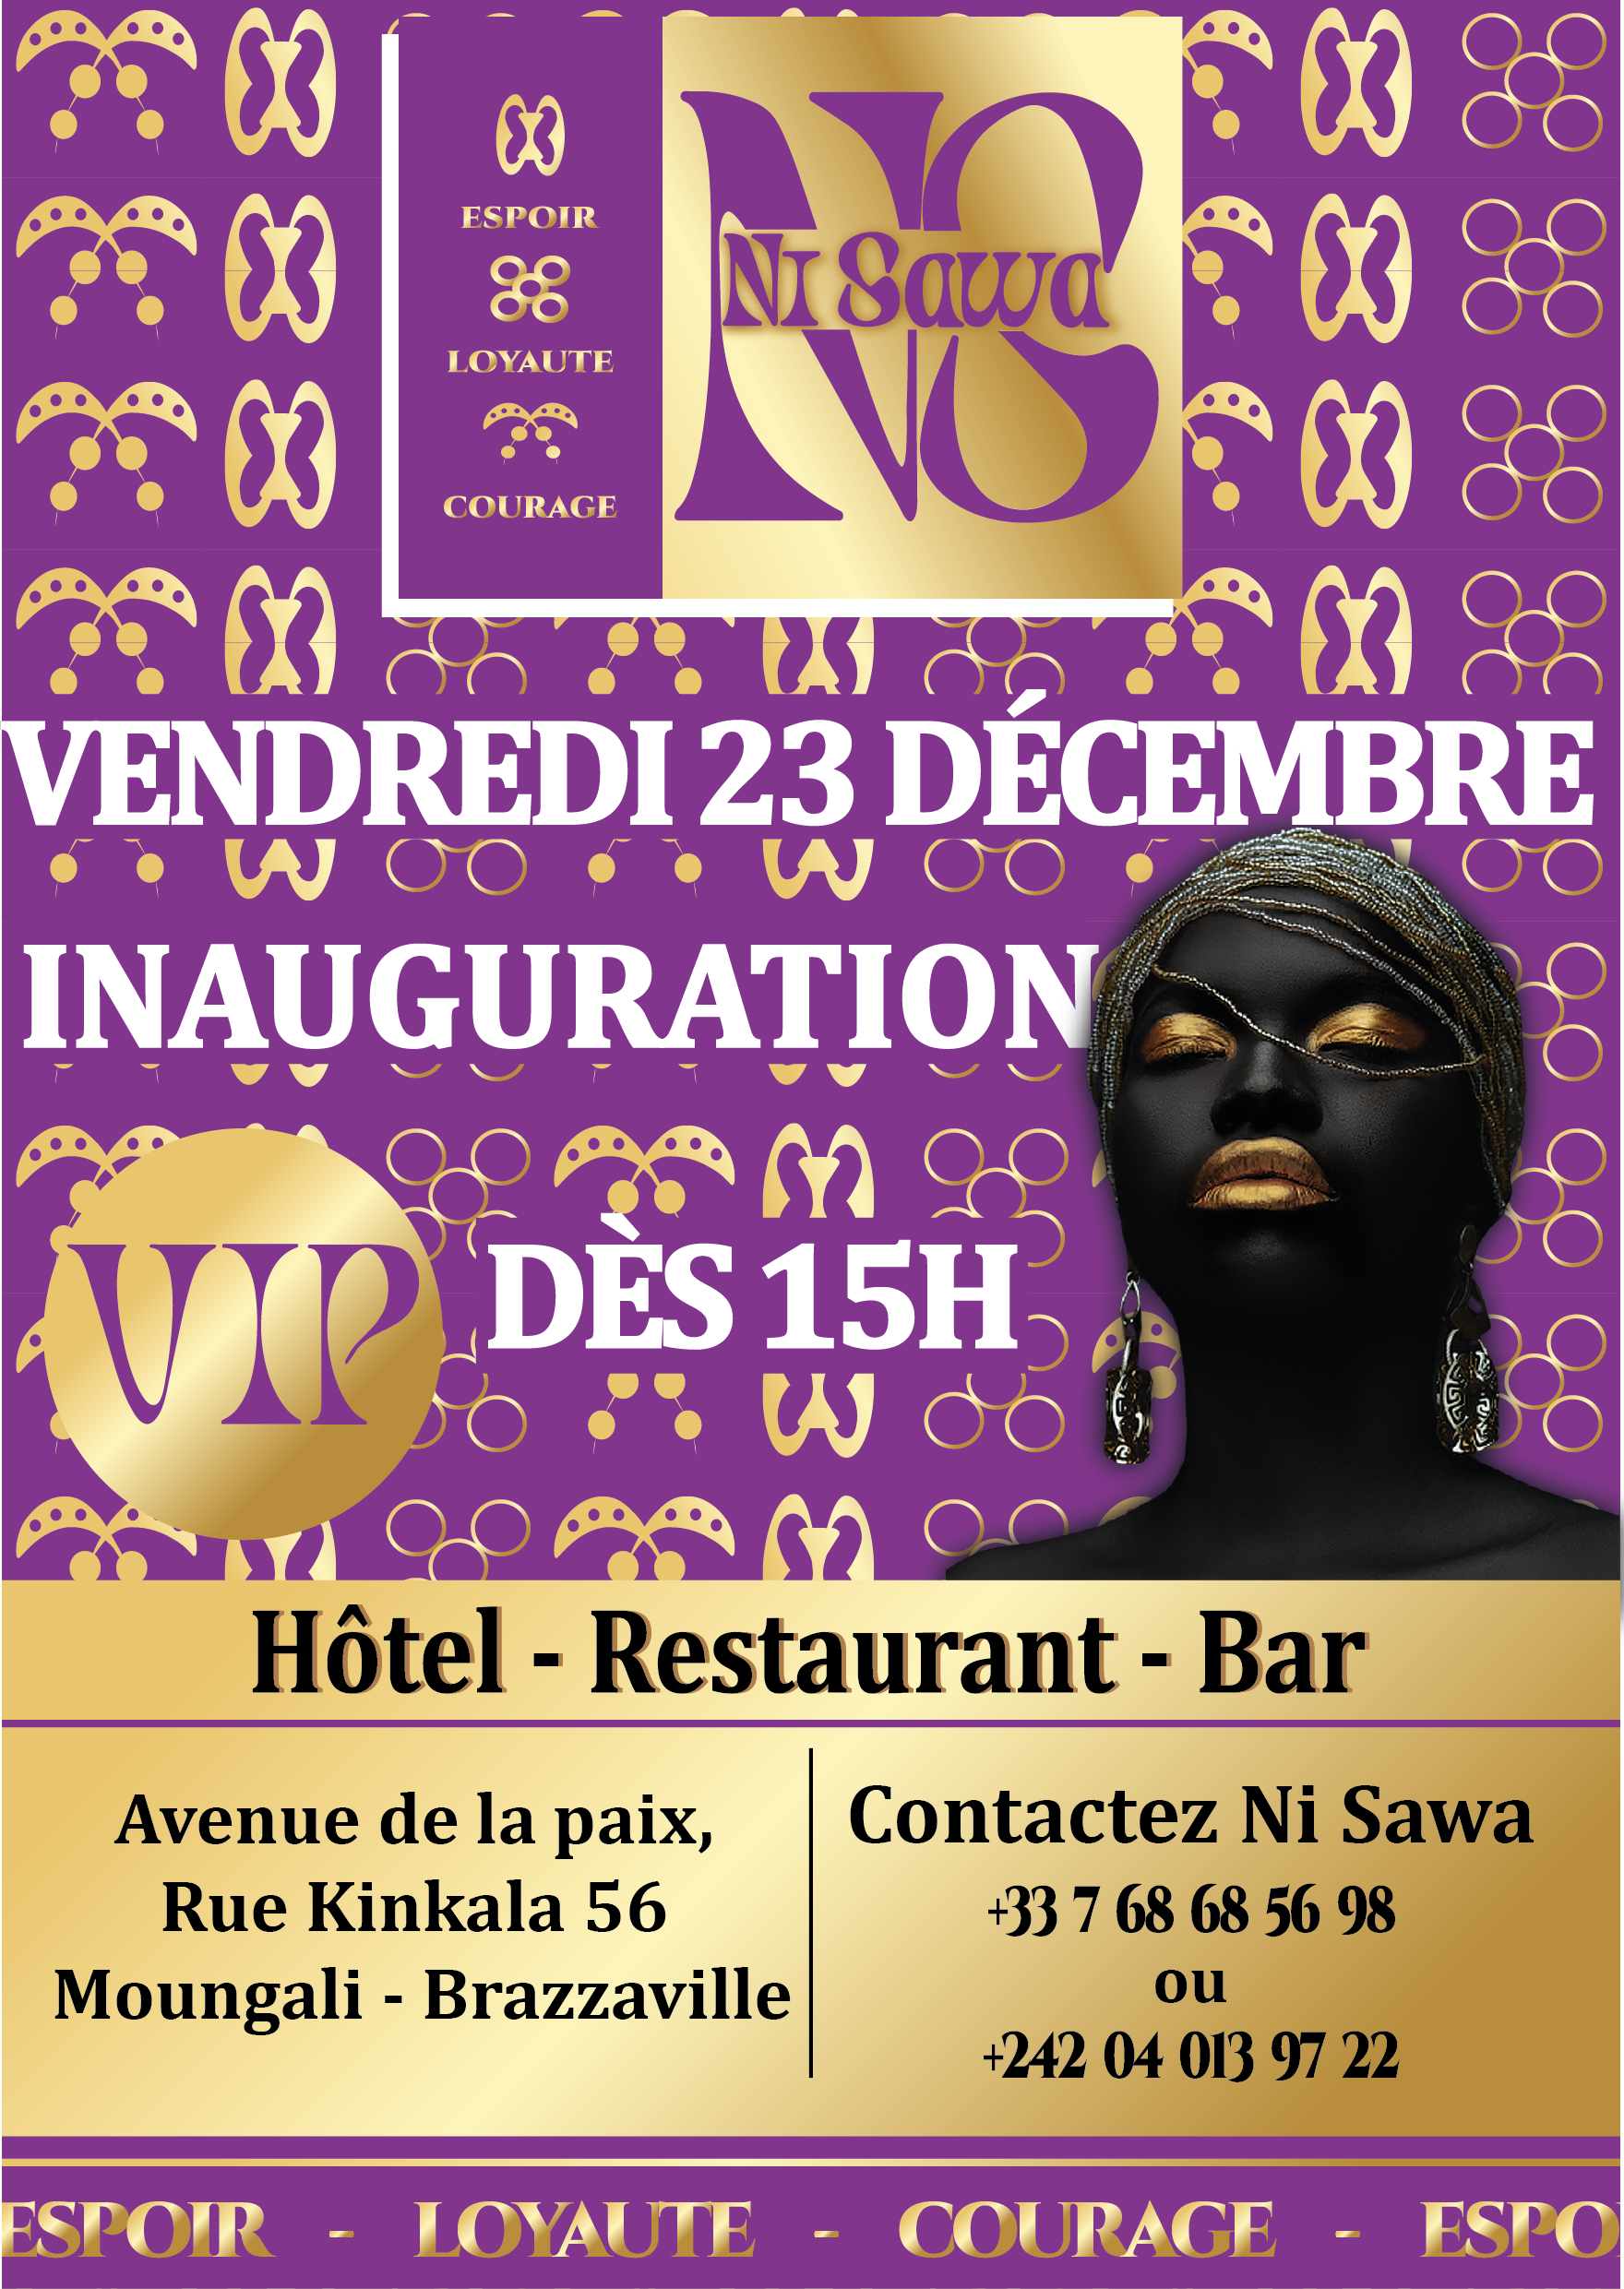 ESPOIR
LOYAUTE
COURAGE
NS
Ni Sawa
VENDREDI 23 DÉCEMBRE
INAUGURATION
VIP
DÈS 15H
Hôtel - Restaurant - Bar
Avenue de la paix,
Rue Kinkala 56
Moungali - Brazzaville
Contactez Ni Sawa
+33 7 68 68 56 98
ou
+242 04 013 97 22
ESPOIR - LOYAUTE - COURAGE - ESPO